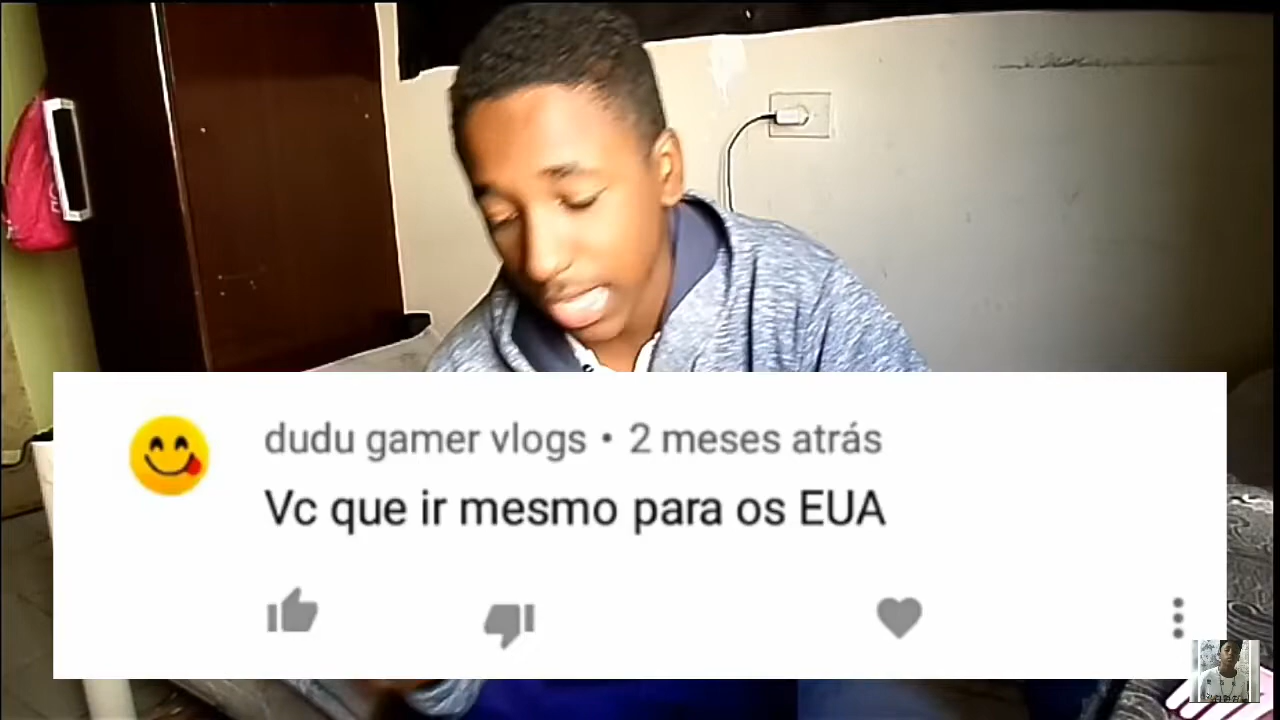 dudu gamer vlogs • 2 meses atrás
Vc que ir mesmo para os EUA